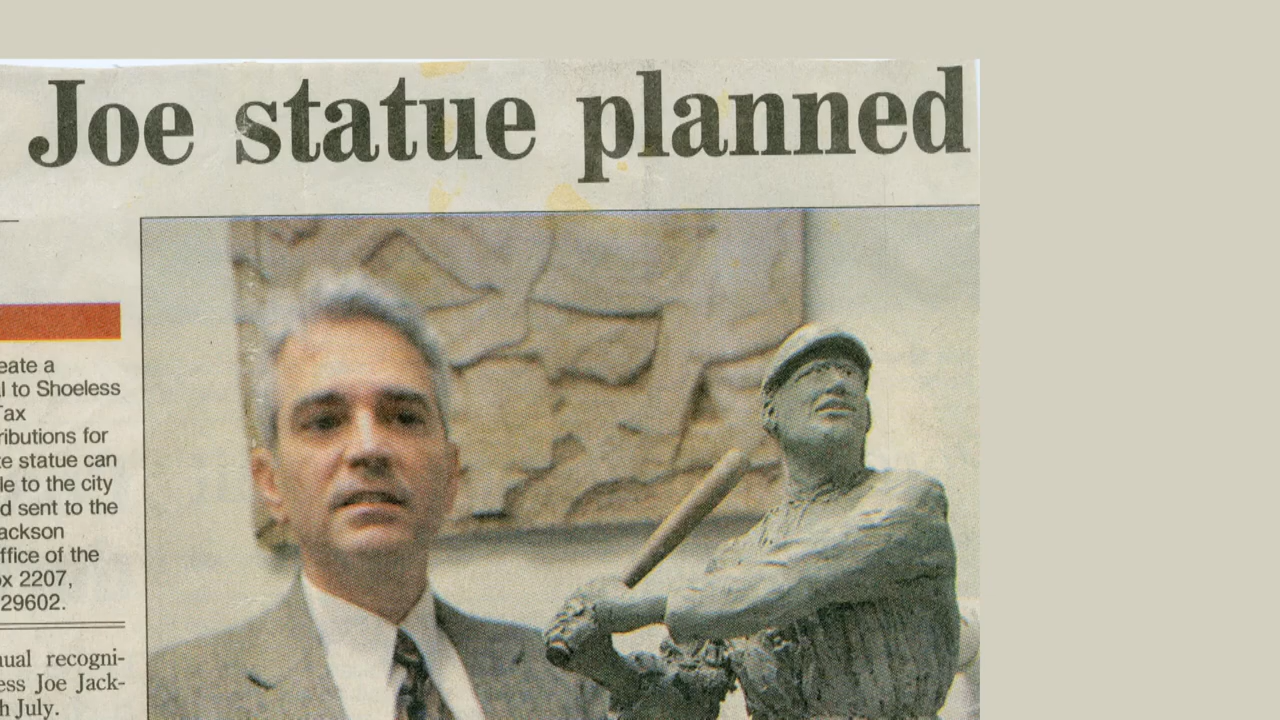 Joe statue planned
eate a
l to Shoeless
Tax
ributions for
e statue can
le to the city
d sent to the
ackson
ffice of the
x 2207,
29602.
ual recogni-
ess Joe Jack-
h July.